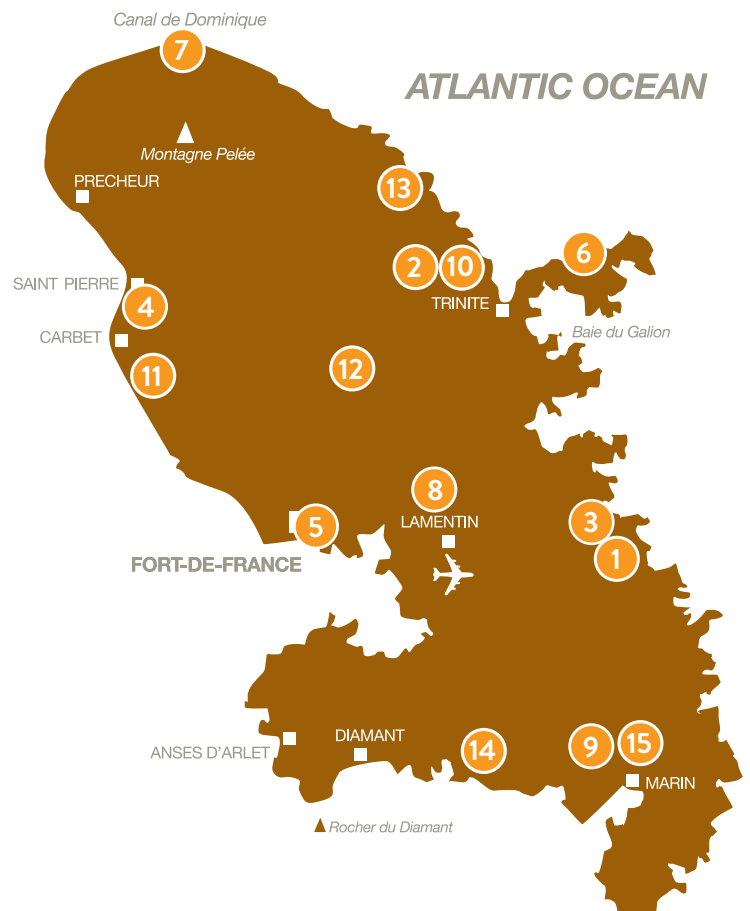 Canal de Dominique
7
ATLANTIC OCEAN
Montagne Pelée
PRECHEUR
13
6
2
10
SAINT PIERRE
4
TRINITE
CARBET
Baie du Galion
11
12
8
LAMENTIN
3
5
1
FORT-DE-FRANCE
DIAMANT
ANSES D'ARLET
14
9
15
MARIN
Rocher du Diamant